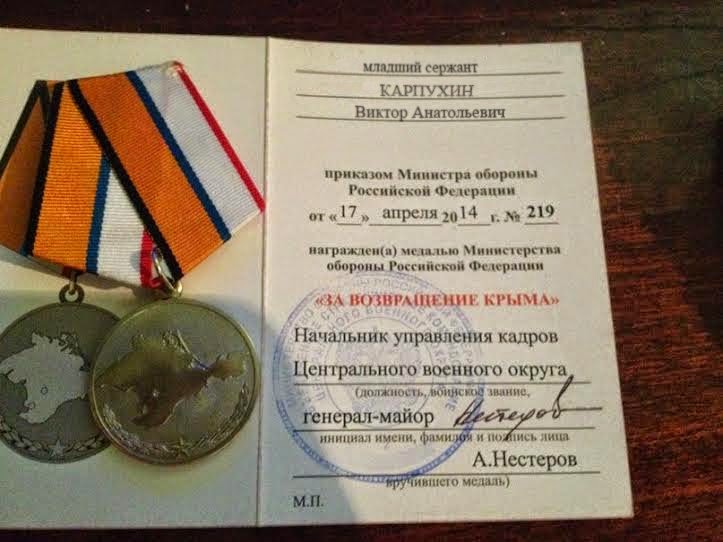 младший сержант
КАРПУХИН
Виктор Анатольевич
приказом Министра обороны
Российской Федерации
от «17» апреля 2014 г. № 219
награжден(а) медалью Министерства
обороны Российской Федерации
«ЗА ВОЗВРАЩЕНИЕ КРЫМА»
Начальник управления кадров
Центрального военного округа
(должность, воинское звание,
генерал-майор Нестеров
инициал имени, фамилия и подпись лица
А.Нестеров
вручившего медаль)
М.П.